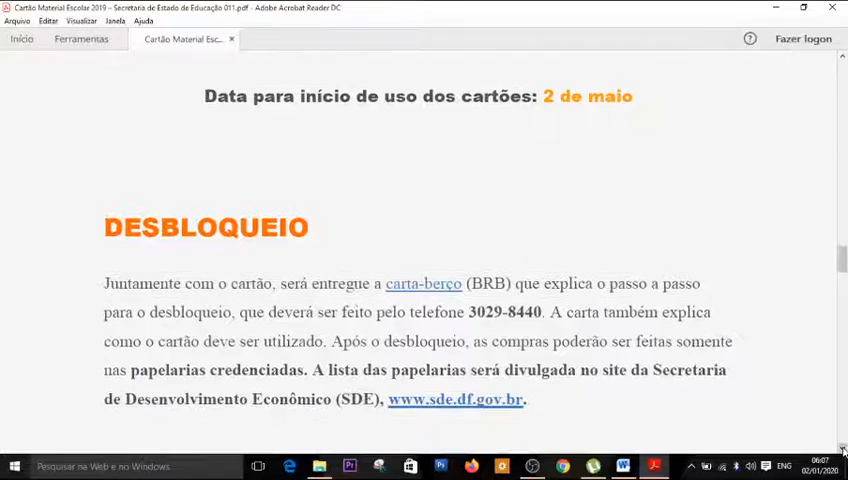 Cartão Material Escolar 2019 – Secretaria de Estado de Educação 011.pdf - Adobe Acrobat Reader DC
Arquivo Editar Visualizar Janela Ajuda
Início Ferramentas Cartão Material Esc... × ? Fazer logon
Data para início de uso dos cartões: 2 de maio
DESBLOQUEIO
Juntamente com o cartão, será entregue a carta-berço (BRB) que explica o passo a passo
para o desbloqueio, que deverá ser feito pelo telefone 3029-8440. A carta também explica
como o cartão deve ser utilizado. Após o desbloqueio, as compras poderão ser feitas somente
nas papelarias credenciadas. A lista das papelarias será divulgada no site da Secretaria
de Desenvolvimento Econômico (SDE), www.sde.df.gov.br.
Pesquisar na Web e no Windows
ENG
06:07
02/01/2020